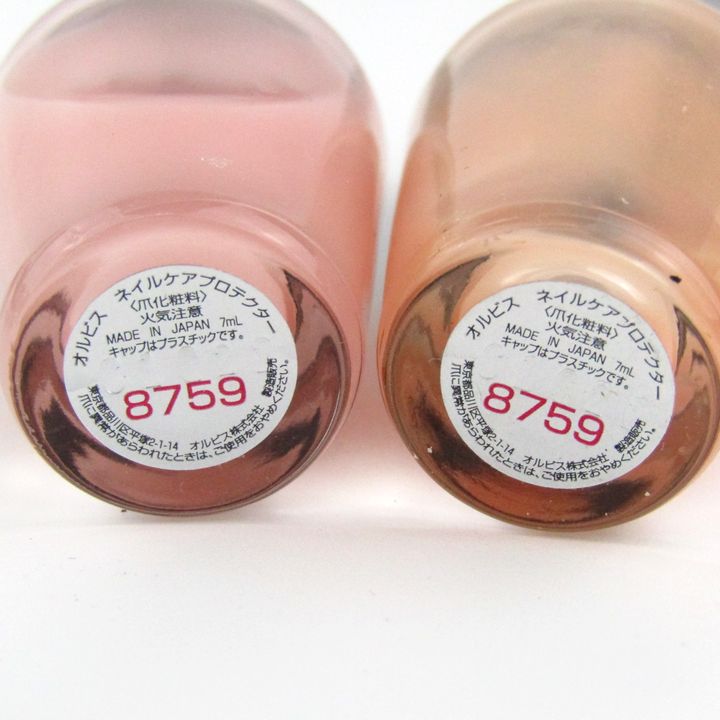 オルビス ネイルケアプロテクター
〈爪化粧料〉
火気注意
MADE IN JAPAN 7mL
キャップはプラスチックです。
8759
東京都品川区平塚2-1-14 オルビス株式会社 製造販売
爪に異常があらわれたときは、ご使用をおやめください。
オルビス ネイルケアプロテクター
〈爪化粧料〉
火気注意
MADE IN JAPAN 7mL
キャップはプラスチックです。
8759
東京都品川区平塚2-1-14 オルビス株式会社 製造販売
爪に異常があらわれたときは、ご使用をおやめください。